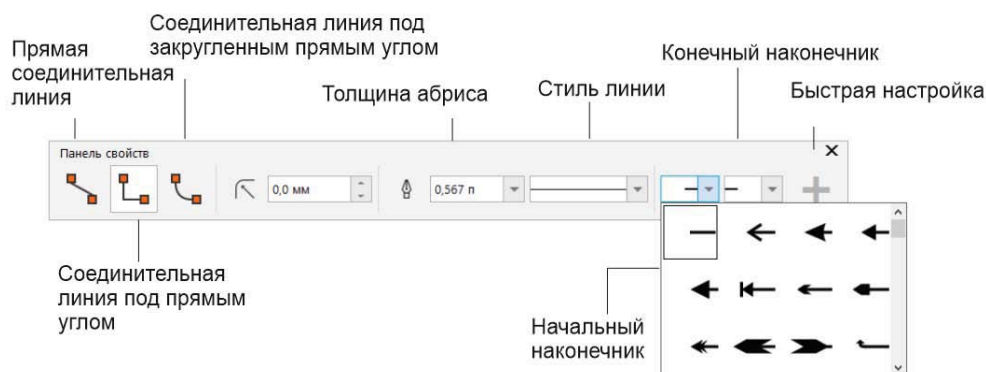 Прямая
соединительная
линия
Соединительная линия под
закругленным прямым углом
Толщина абриса
Стиль линии
Конечный наконечник
Быстрая настройка
Панель свойств
0,0 мм
0,567 п
Соединительная
линия под прямым
углом
Начальный
наконечник